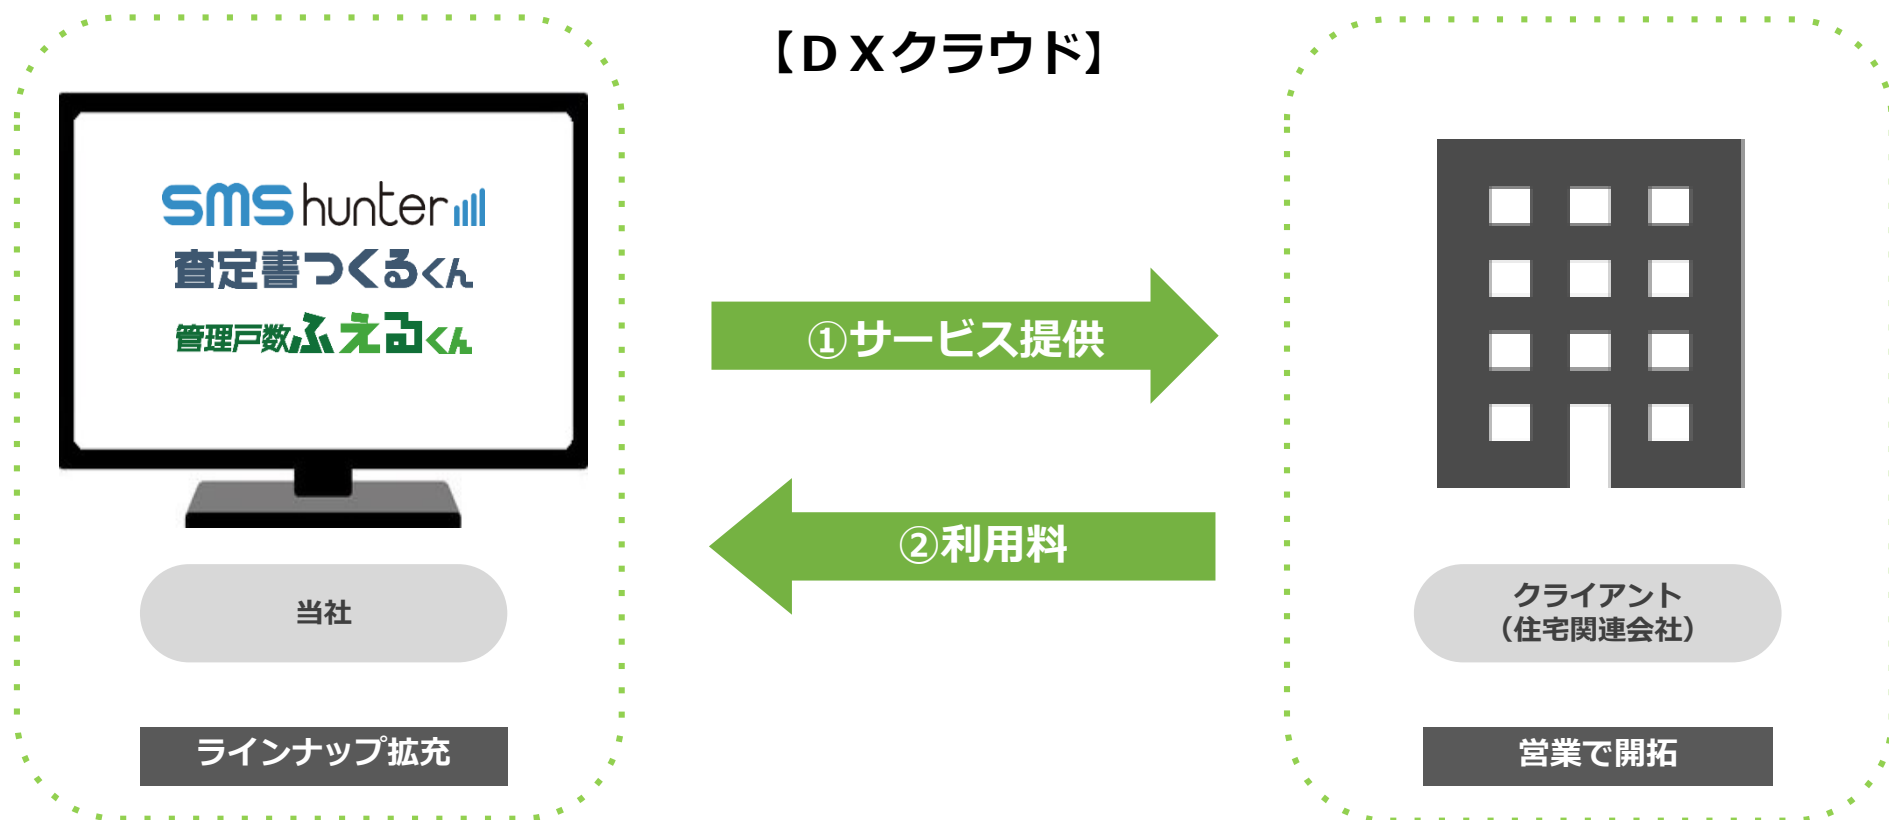 【ＤＸクラウド】
SMS hunter
査定書つくるくん
管理戸数ふえるくん
①サービス提供
②利用料
当社
クライアント
（住宅関連会社）
ラインナップ拡充
営業で開拓